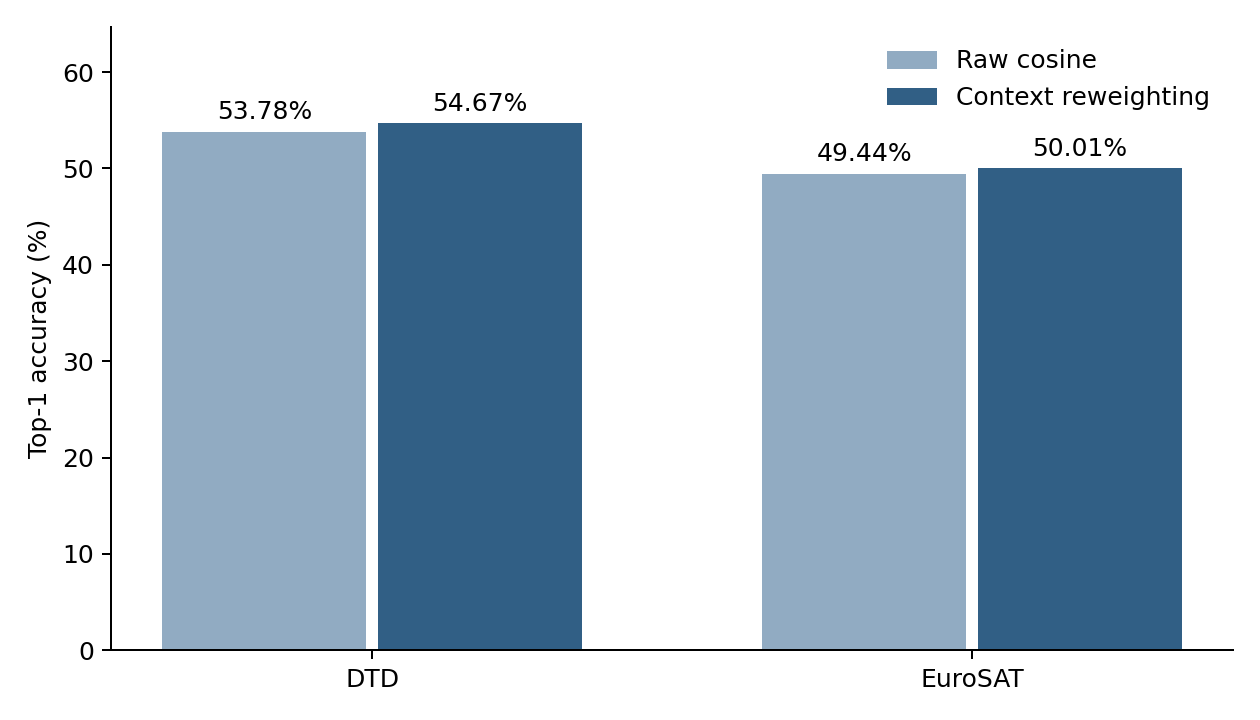 Raw cosine
Context reweighting
53.78%
54.67%
49.44%
50.01%
Top-1 accuracy (%)
60
50
40
30
20
10
0
DTD
EuroSAT